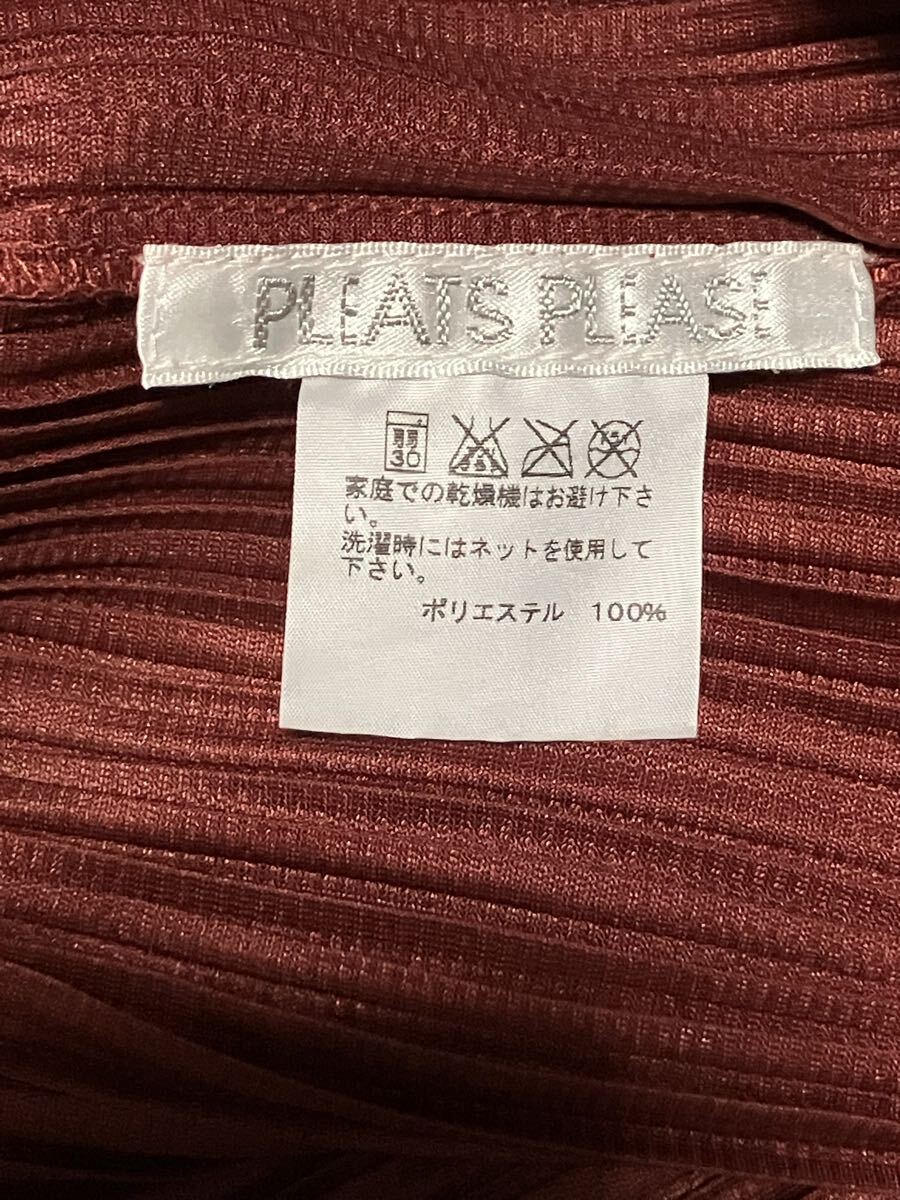 PLEATS PLEASE
弱
30
家庭での乾燥機はお避け下さ
い。
洗濯時にはネットを使用して
下さい。
ポリエステル 100%